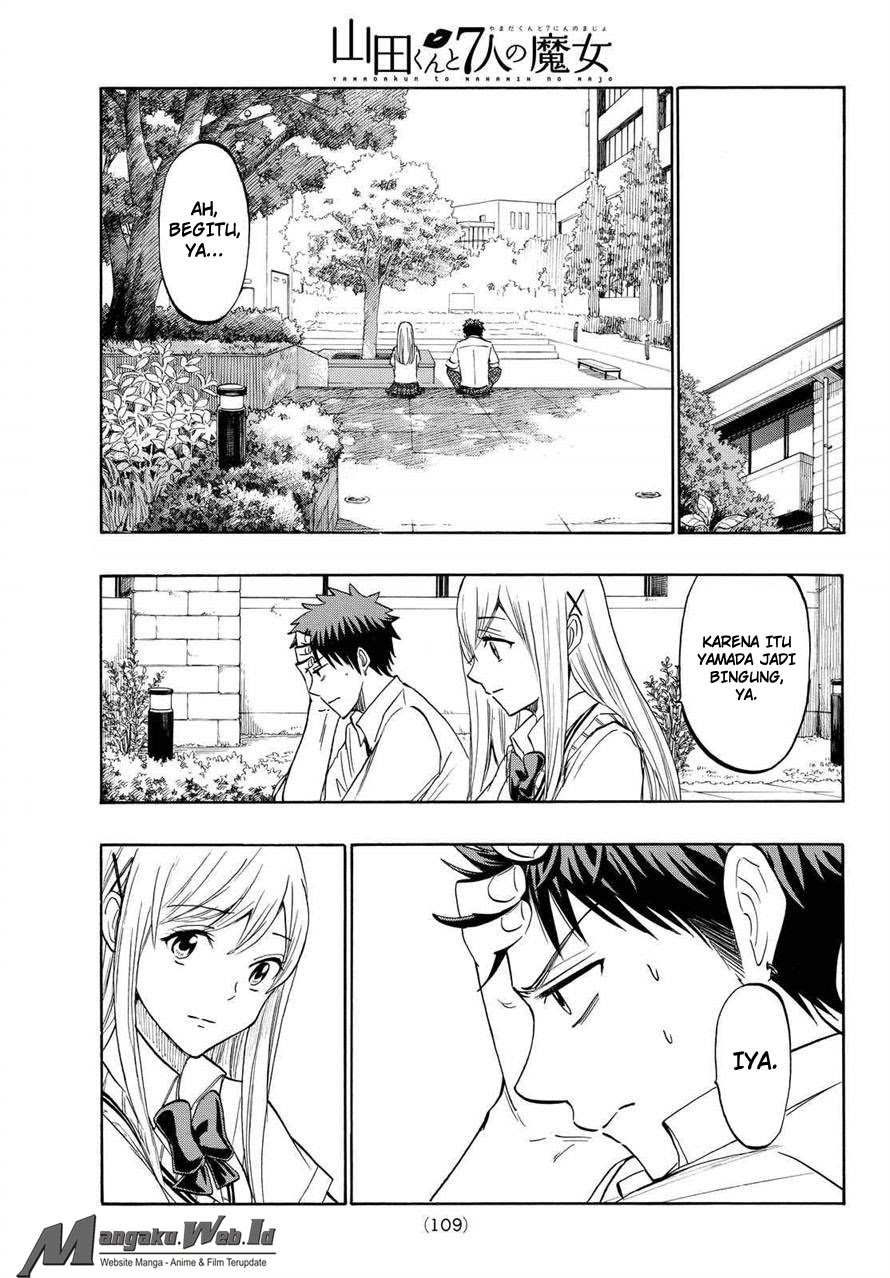 やまだくんと7にんのまじょ
山田くんと7人の魔女
YAMADAKUN to NANANIN no MAJO
AH,
BEGITU,
YA...
KARENA ITU
YAMADA JADI
BINGUNG,
YA.
IYA.
(109)
Mangaku.Web.Id
Website Manga - Anime & Film Terupdate